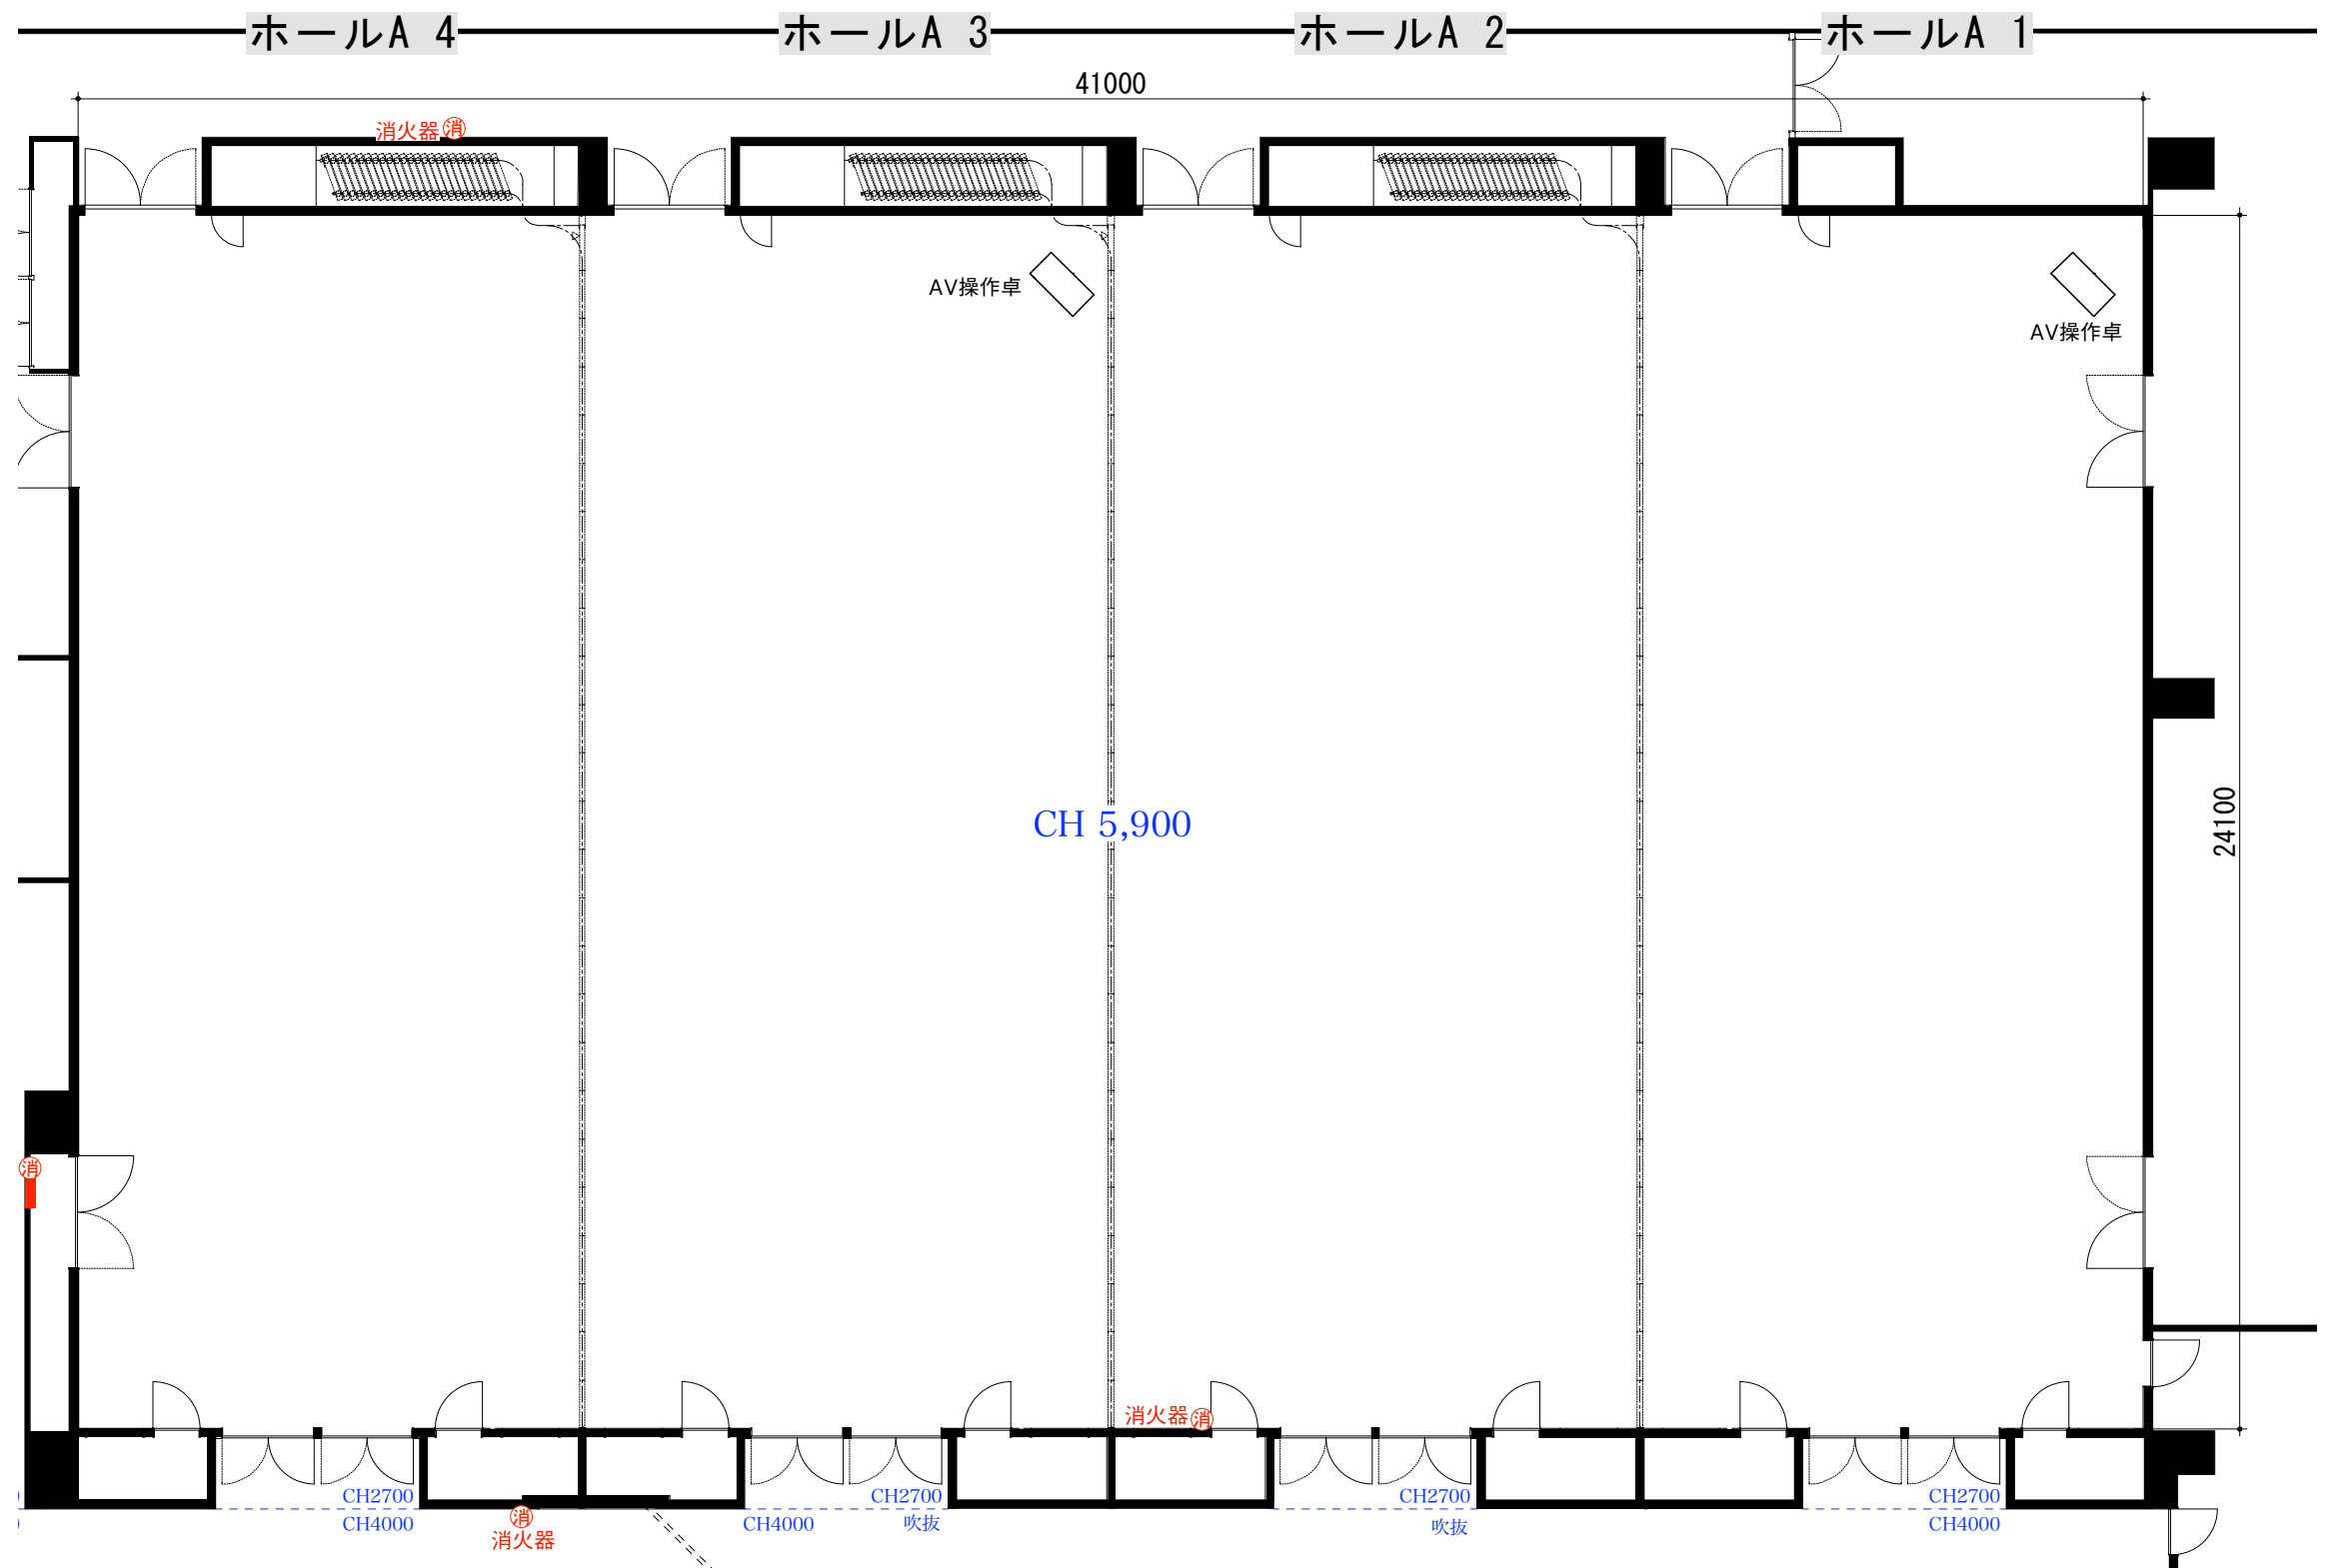 ホールA 4
ホールA 3
ホールA 2
ホールA 1
41000
消火器 消
AV操作卓
AV操作卓
CH 5,900
24100
消
消火器 消
CH2700
CH2700
CH2700
CH2700
CH4000
CH4000
吹抜
吹抜
CH4000
消
消火器